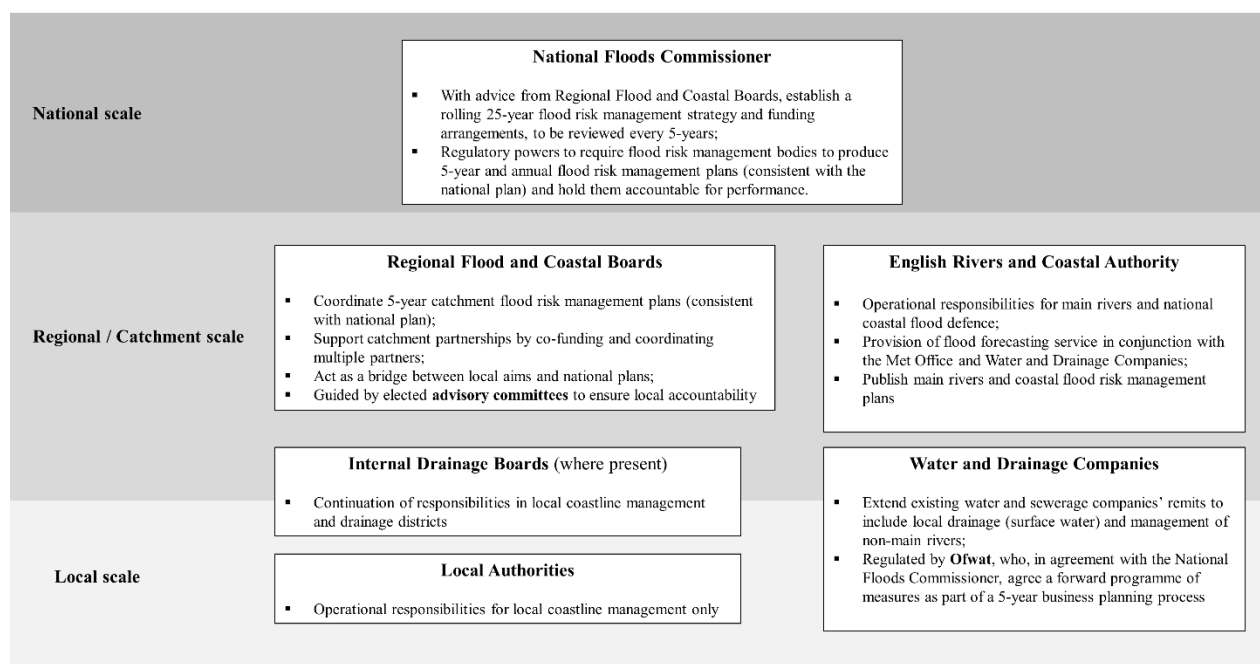 National Floods Commissioner
▪ With advice from Regional Flood and Coastal Boards, establish a
rolling 25-year flood risk management strategy and funding
arrangements, to be reviewed every 5-years;
▪ Regulatory powers to require flood risk management bodies to produce
5-year and annual flood risk management plans (consistent with the
national plan) and hold them accountable for performance.
National scale
Regional Flood and Coastal Boards
▪ Coordinate 5-year catchment flood risk management plans (consistent
with national plan);
▪ Support catchment partnerships by co-funding and coordinating
multiple partners;
▪ Act as a bridge between local aims and national plans;
▪ Guided by elected advisory committees to ensure local accountability
English Rivers and Coastal Authority
▪ Operational responsibilities for main rivers and national
coastal flood defence;
▪ Provision of flood forecasting service in conjunction with
the Met Office and Water and Drainage Companies;
▪ Publish main rivers and coastal flood risk management
plans
Regional / Catchment scale
Internal Drainage Boards (where present)
▪ Continuation of responsibilities in local coastline management
and drainage districts
Water and Drainage Companies
▪ Extend existing water and sewerage companies' remits to
include local drainage (surface water) and management of
non-main rivers;
▪ Regulated by Ofwat, who, in agreement with the National
Floods Commissioner, agree a forward programme of
measures as part of a 5-year business planning process
Local scale
Local Authorities
▪ Operational responsibilities for local coastline management only